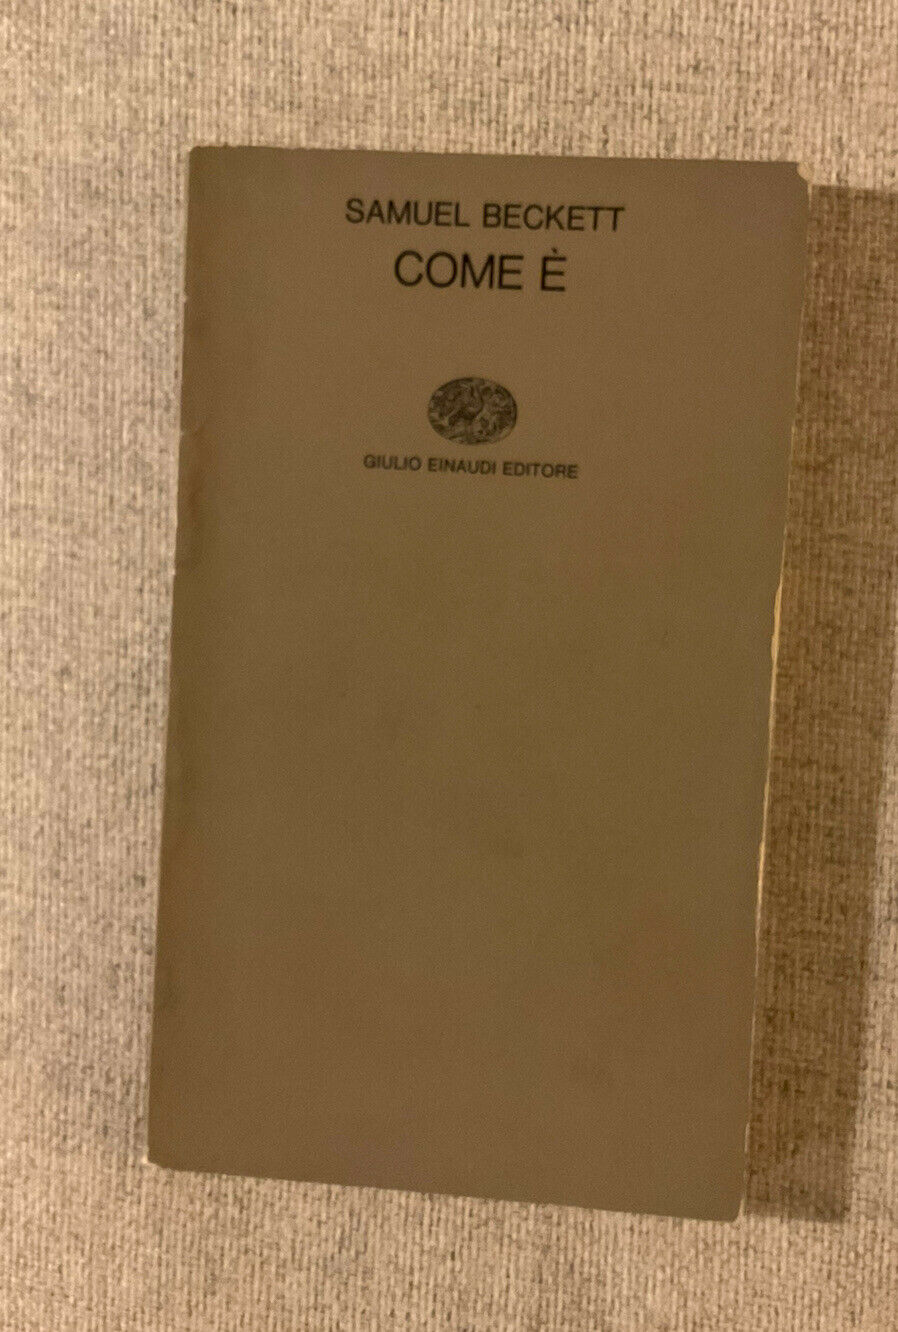 SAMUEL BECKETT
COME È
GIULIO EINAUDI EDITORE